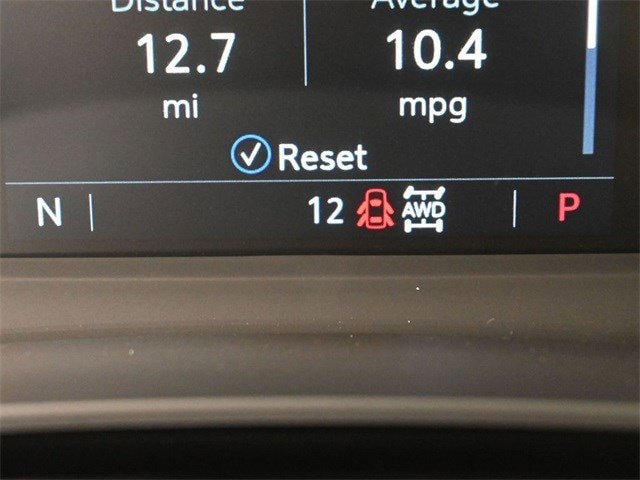 Distance Average
12.7 10.4
mi mpg
Reset
N 12 AWD P